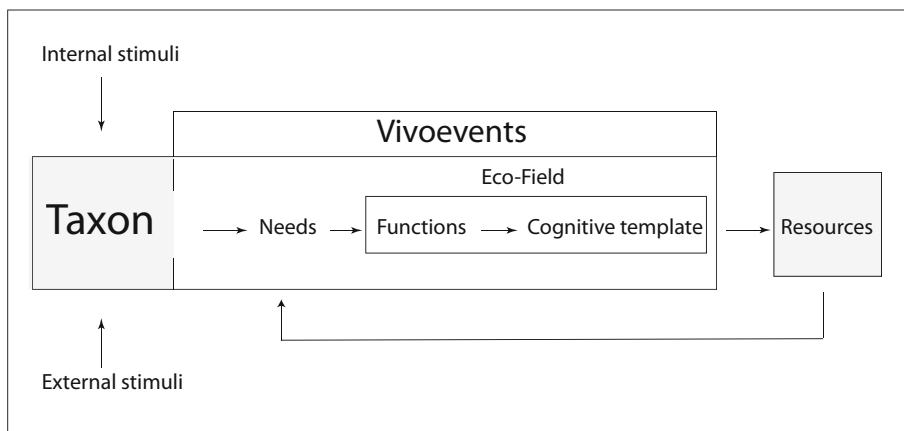 Internal stimuli
Vivoevents
Eco-Field
Taxon
Needs
Functions
Cognitive template
Resources
External stimuli